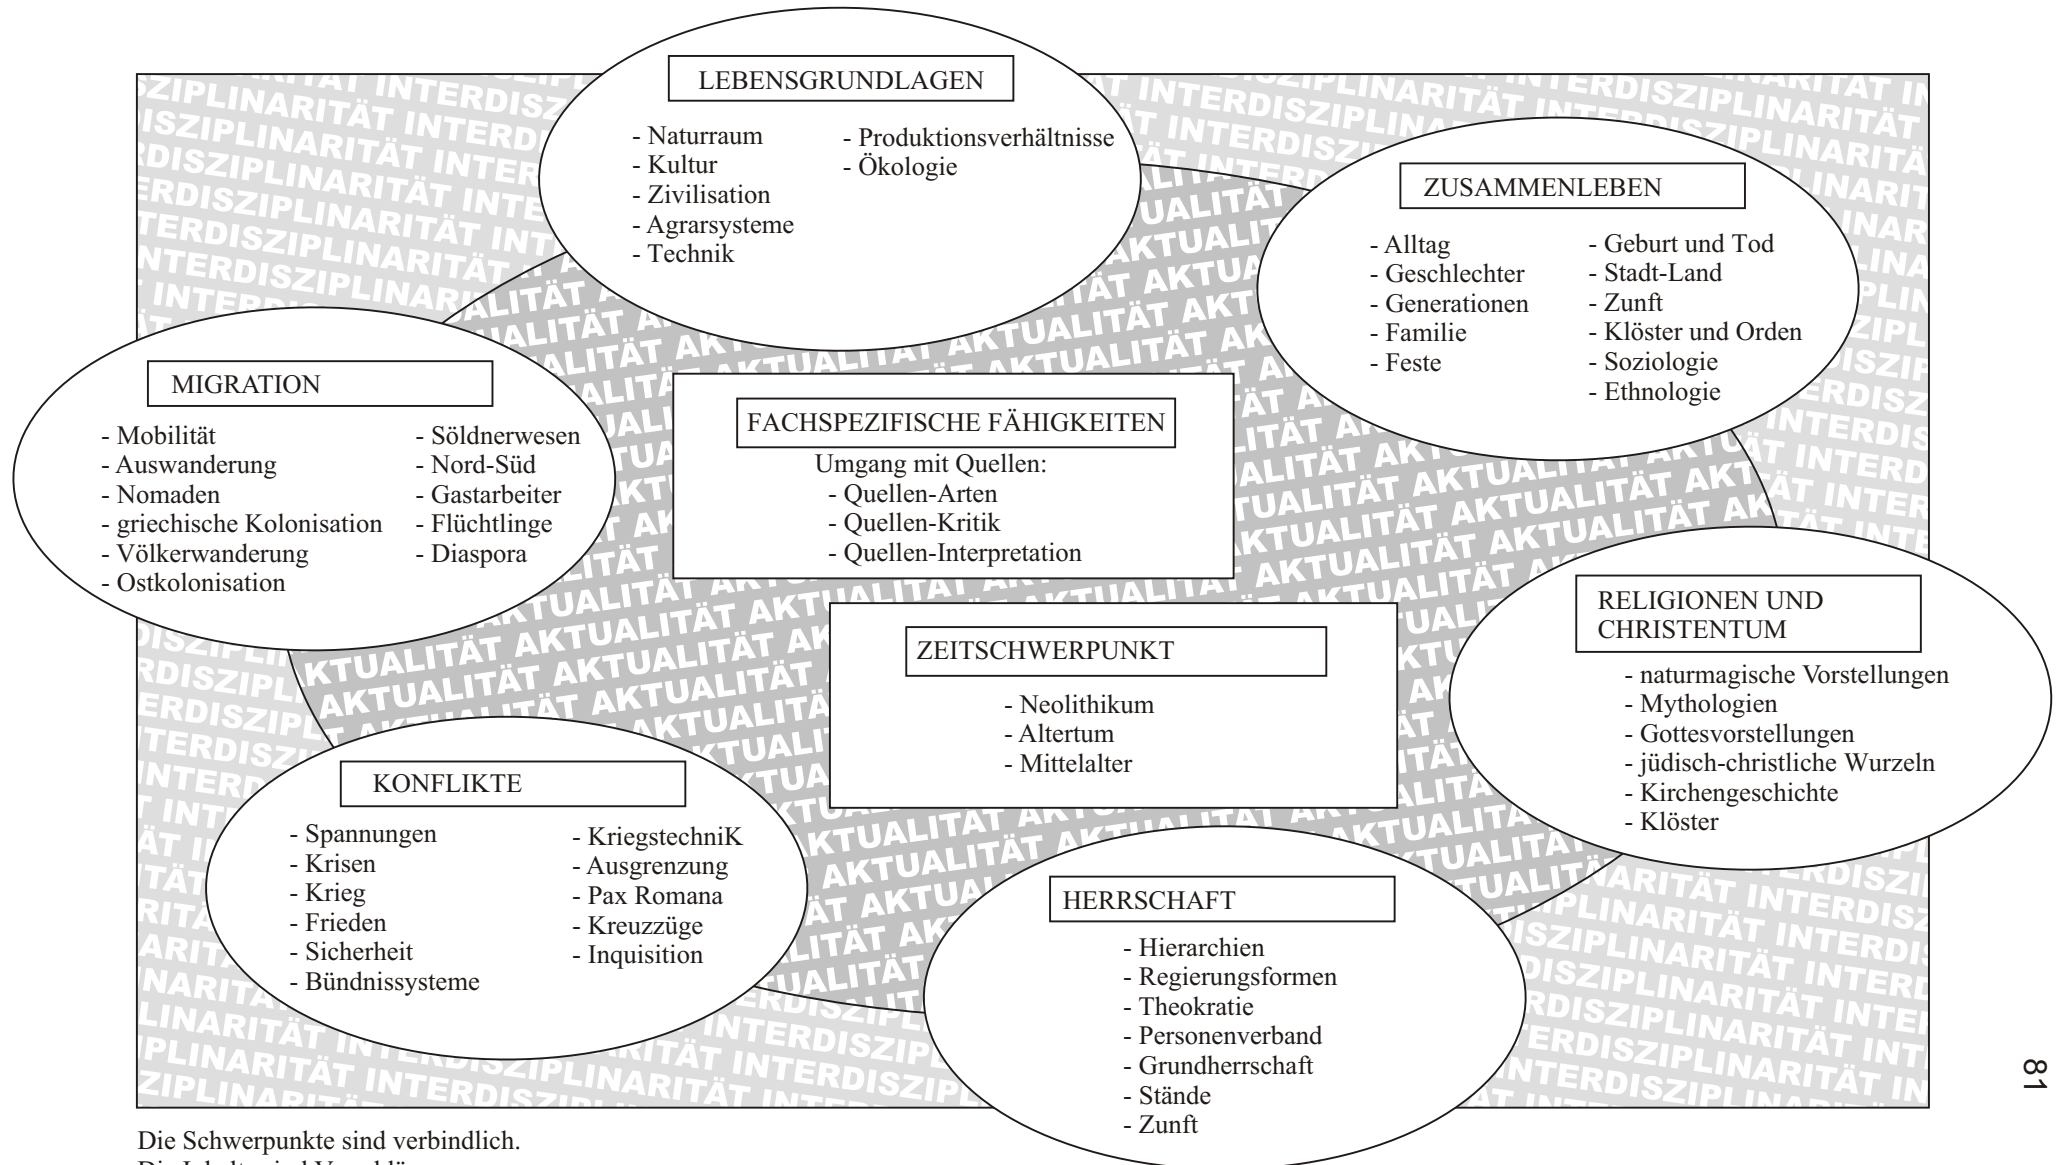 LEBENSGRUNDLAGEN
- Naturraum
- Kultur
- Zivilisation
- Agrarsysteme
- Technik
- Produktionsverhältnisse
- Ökologie
ZUSAMMENLEBEN
- Alltag
- Geschlechter
- Generationen
- Familie
- Feste
- Geburt und Tod
- Stadt-Land
- Zunft
- Klöster und Orden
- Soziologie
- Ethnologie
MIGRATION
- Mobilität
- Auswanderung
- Nomaden
- griechische Kolonisation
- Völkerwanderung
- Ostkolonisation
- Söldnerwesen
- Nord-Süd
- Gastarbeiter
- Flüchtlinge
- Diaspora
FACHSPEZIFISCHE FÄHIGKEITEN
Umgang mit Quellen:
- Quellen-Arten
- Quellen-Kritik
- Quellen-Interpretation
ZEITSCHWERPUNKT
- Neolithikum
- Altertum
- Mittelalter
RELIGIONEN UND
CHRISTENTUM
- naturmagische Vorstellungen
- Mythologien
- Gottesvorstellungen
- jüdisch-christliche Wurzeln
- Kirchengeschichte
- Klöster
KONFLIKTE
- Spannungen
- Krisen
- Krieg
- Frieden
- Sicherheit
- Bündnissysteme
- KriegstechniK
- Ausgrenzung
- Pax Romana
- Kreuzzüge
- Inquisition
HERRSCHAFT
- Hierarchien
- Regierungsformen
- Theokratie
- Personenverband
- Grundherrschaft
- Stände
- Zunft
INTERDISZIPLINARITÄT
AKTUALITÄT
81
Die Schwerpunkte sind verbindlich.